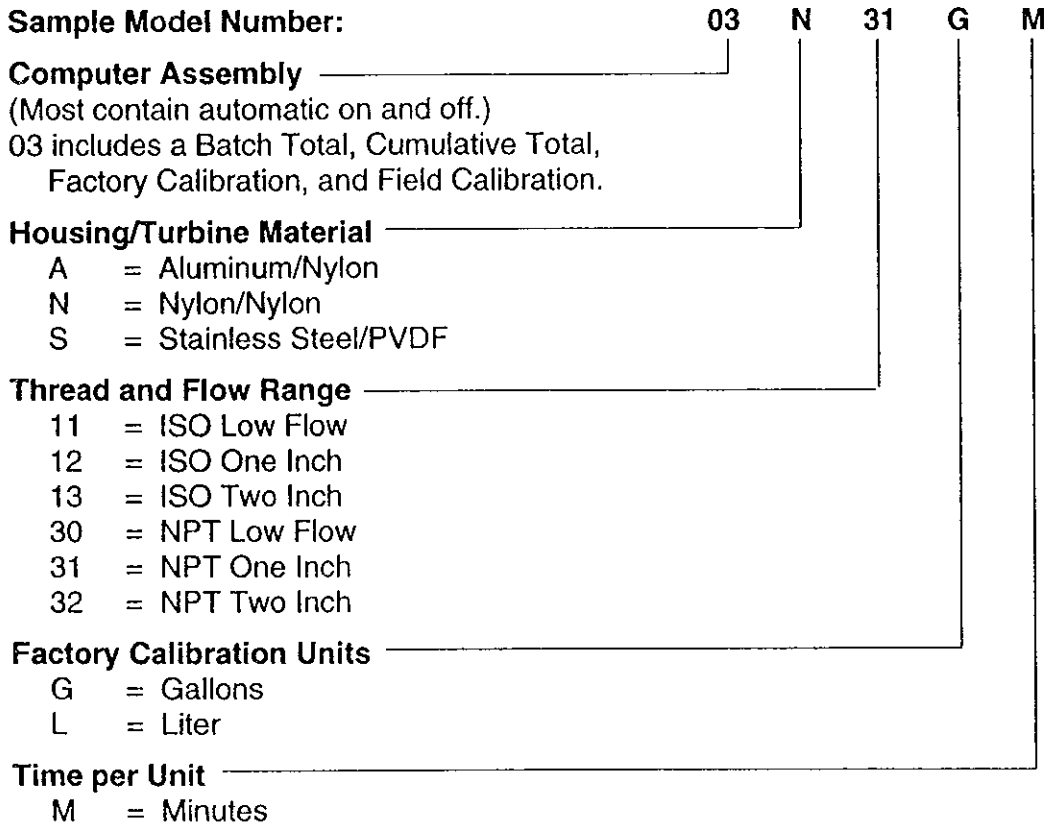 Sample Model Number: 03 N 31 G M
Computer Assembly
(Most contain automatic on and off.)
03 includes a Batch Total, Cumulative Total,
Factory Calibration, and Field Calibration.
Housing/Turbine Material
A = Aluminum/Nylon
N = Nylon/Nylon
S = Stainless Steel/PVDF
Thread and Flow Range
11 = ISO Low Flow
12 = ISO One Inch
13 = ISO Two Inch
30 = NPT Low Flow
31 = NPT One Inch
32 = NPT Two Inch
Factory Calibration Units
G = Gallons
L = Liter
Time per Unit
M = Minutes